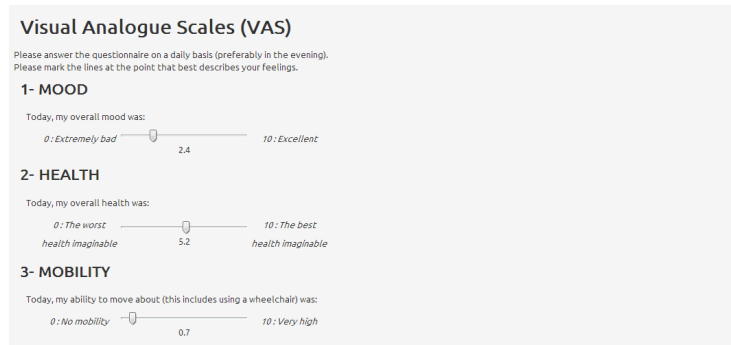 Visual Analogue Scales (VAS)
Please answer the questionnaire on a daily basis (preferably in the evening).
Please mark the lines at the point that best describes your feelings.
1- MOOD
Today, my overall mood was:
0 : Extremely bad 10 : Excellent
2.4
2- HEALTH
Today, my overall health was:
0 : The worst 10 : The best
health imaginable 5.2 health imaginable
3- MOBILITY
Today, my ability to move about (this includes using a wheelchair) was:
0 : No mobility 10 : Very high
0.7